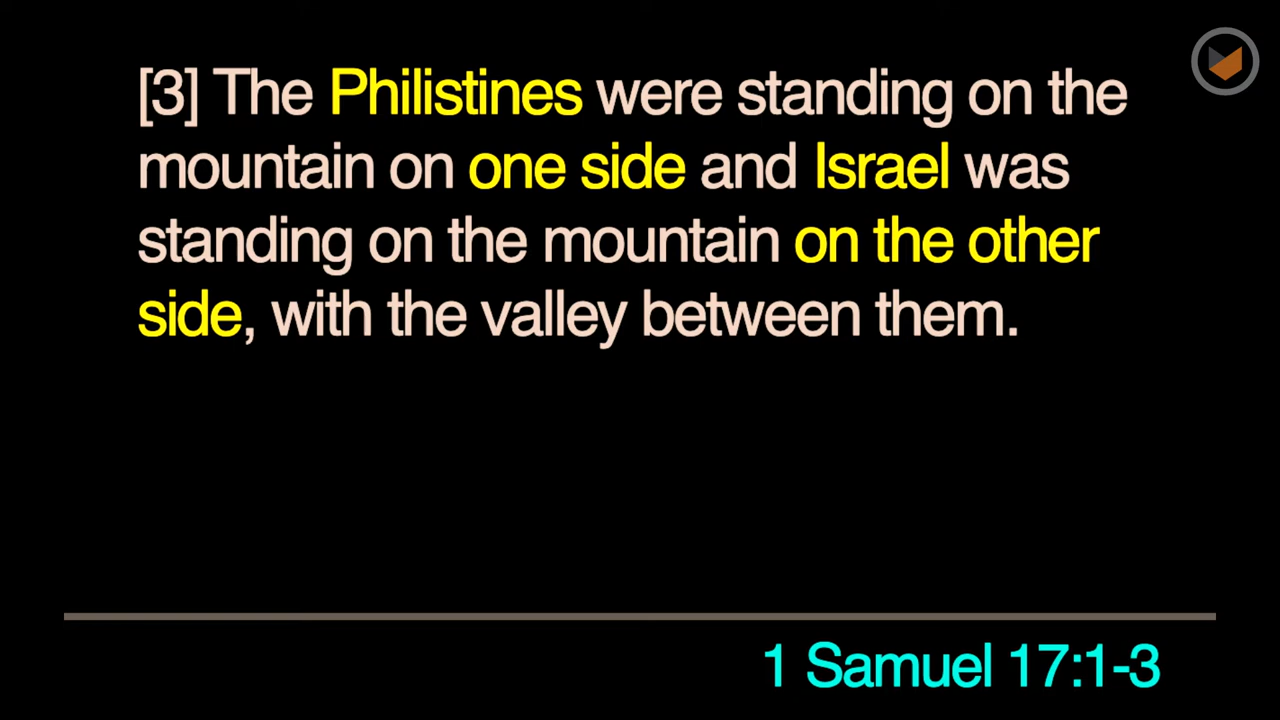 [3] The Philistines were standing on the
mountain on one side and Israel was
standing on the mountain on the other
side, with the valley between them.
1 Samuel 17:1-3